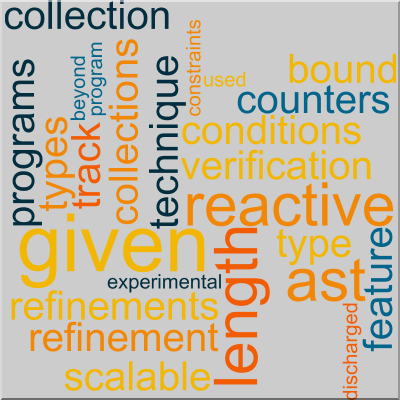 collection
programs
types
track
beyond
program
collections
technique
constraints
used
bound
counters
conditions
verification
reactive
given
length
type
ast
feature
experimental
refinements
refinement
scalable
discharged